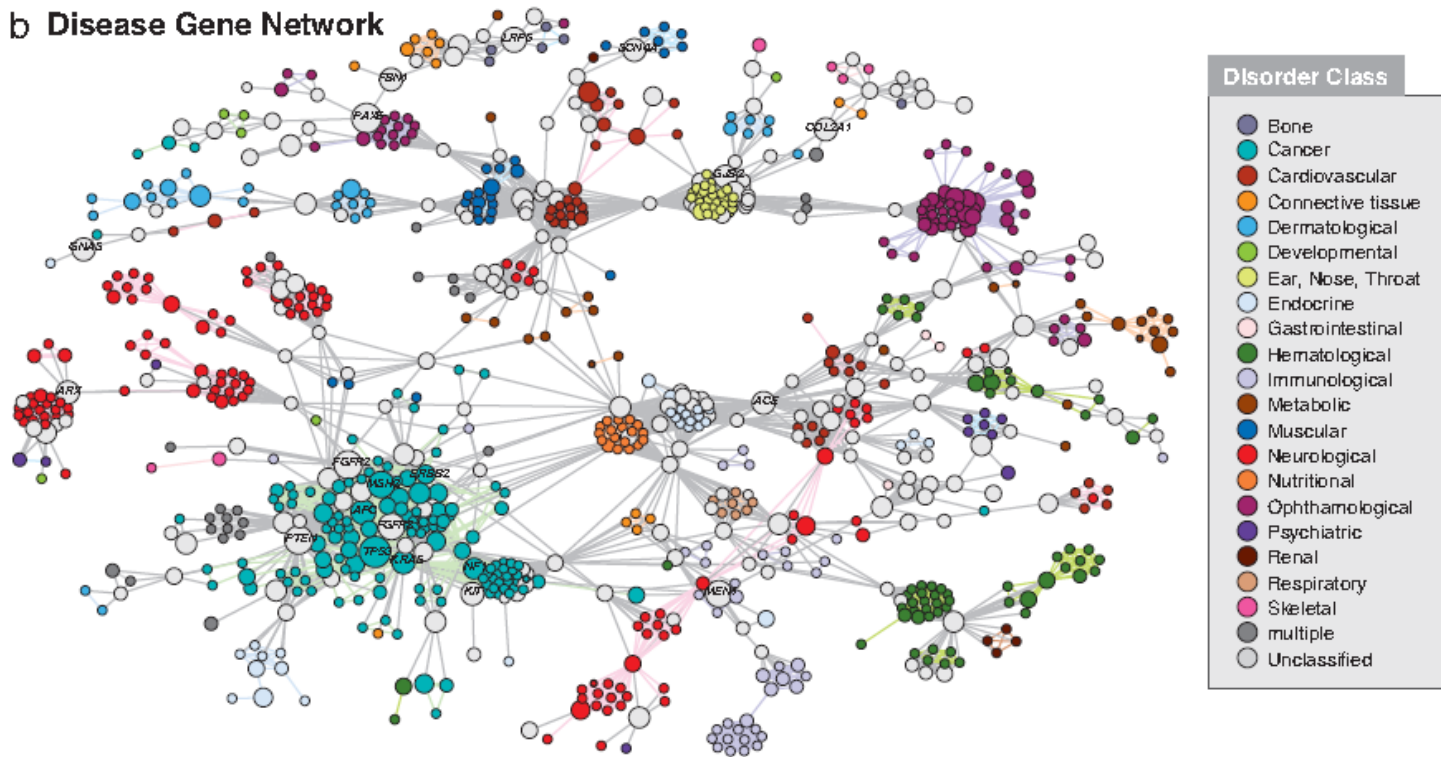 b Disease Gene Network
LRP5
SCN4A
FBN1
PAX6
COL2A1
GJB2
GNAS
ARX
ACE
FGFR2
ERBB2
MSH2
APC
FGFR3
PTEN
TP53
KRAS
NF1
KIT
MEN1
Disorder Class
Bone
Cancer
Cardiovascular
Connective tissue
Dermatological
Developmental
Ear, Nose, Throat
Endocrine
Gastrointestinal
Hematological
Immunological
Metabolic
Muscular
Neurological
Nutritional
Ophthamological
Psychiatric
Renal
Respiratory
Skeletal
multiple
Unclassified